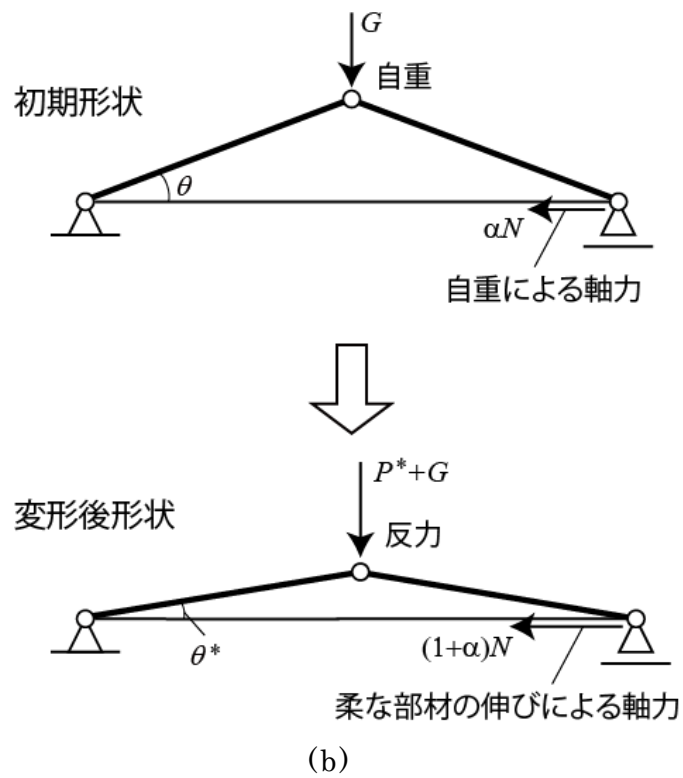 G
自重
初期形状
θ
αN
自重による軸力
P*+G
変形後形状
反力
θ*
(1+α)N
柔な部材の伸びによる軸力
(b)